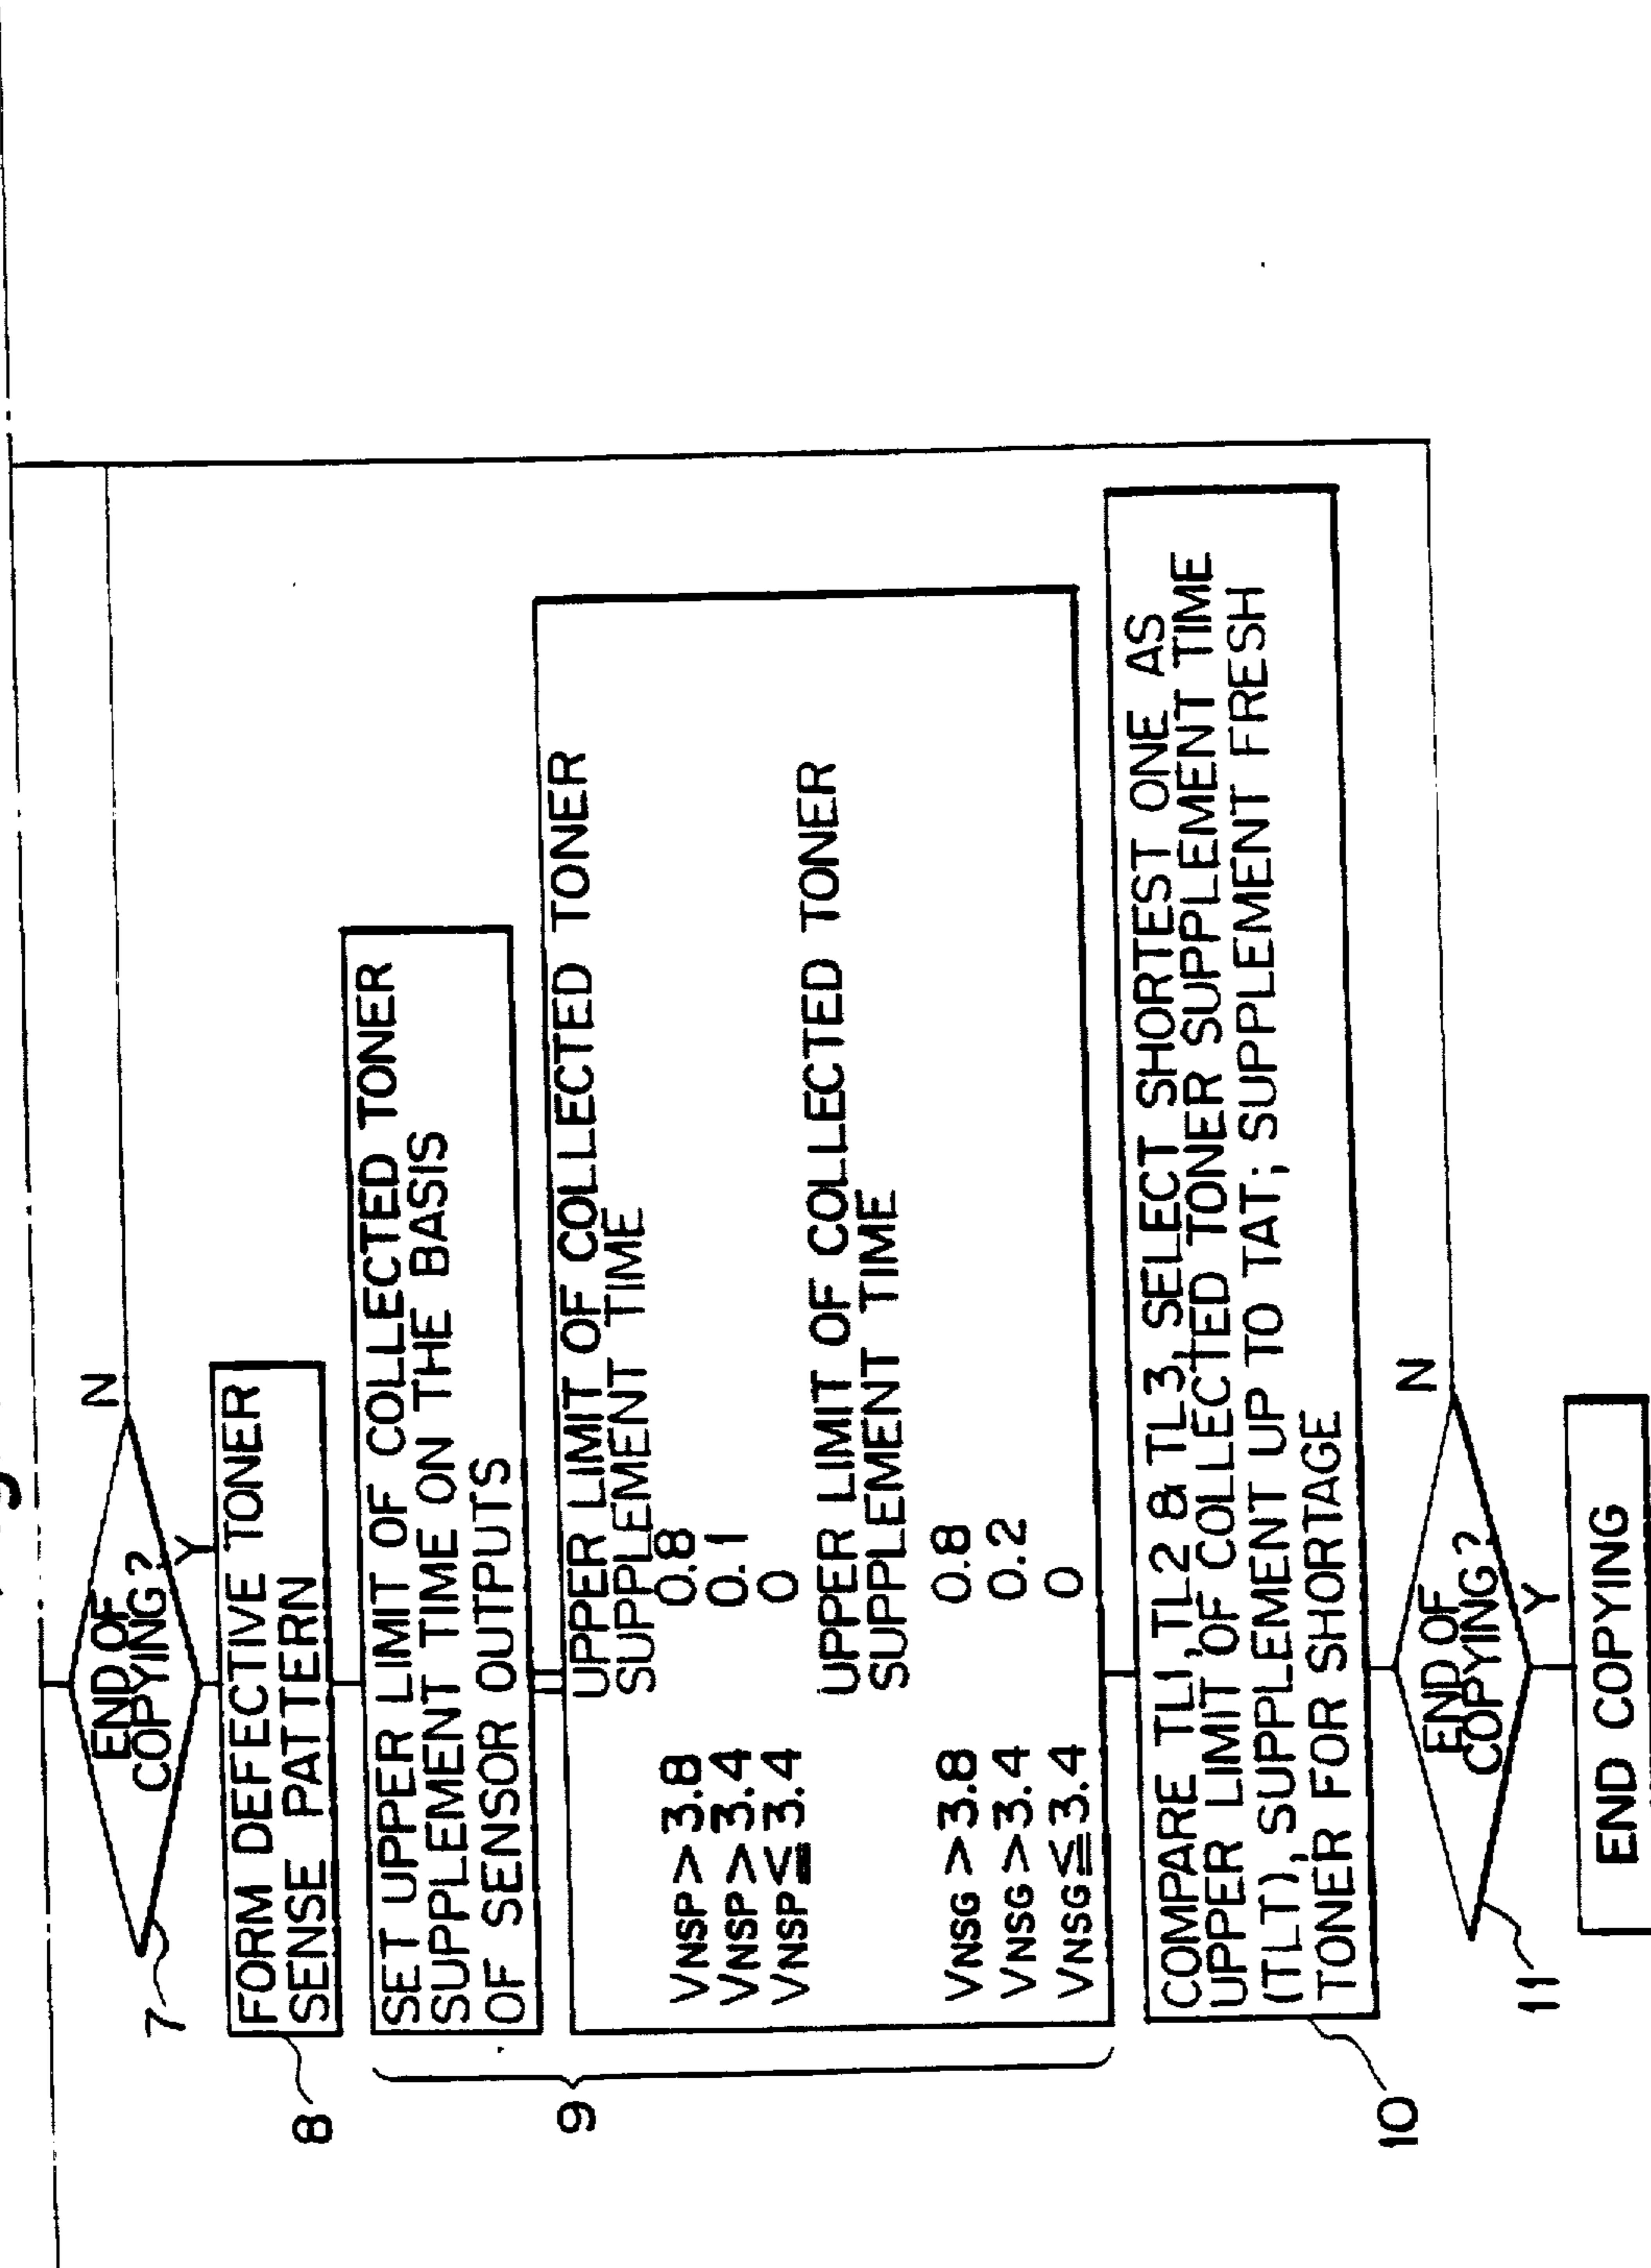 END OF
COPYING?
N
Y
7
FORM DEFECTIVE TONER
SENSE PATTERN
8
SET UPPER LIMIT OF COLLECTED TONER
SUPPLEMENT TIME ON THE BASIS
OF SENSOR OUTPUTS
9
UPPER LIMIT OF COLLECTED TONER
SUPPLEMENT TIME
VNSP > 3.8 0.8
VNSP > 3.4 0.1
VNSP ≦ 3.4 0
UPPER LIMIT OF COLLECTED TONER
SUPPLEMENT TIME
VNSG > 3.8 0.8
VNSG > 3.4 0.2
VNSG ≦ 3.4 0
COMPARE TL1, TL2 & TL3, SELECT SHORTEST ONE AS
UPPER LIMIT OF COLLECTED TONER SUPPLEMENT TIME
(TLT), SUPPLEMENT UP TO TAT; SUPPLEMENT FRESH
TONER FOR SHORTAGE
10
END OF
COPYING?
N
Y
11
END COPYING